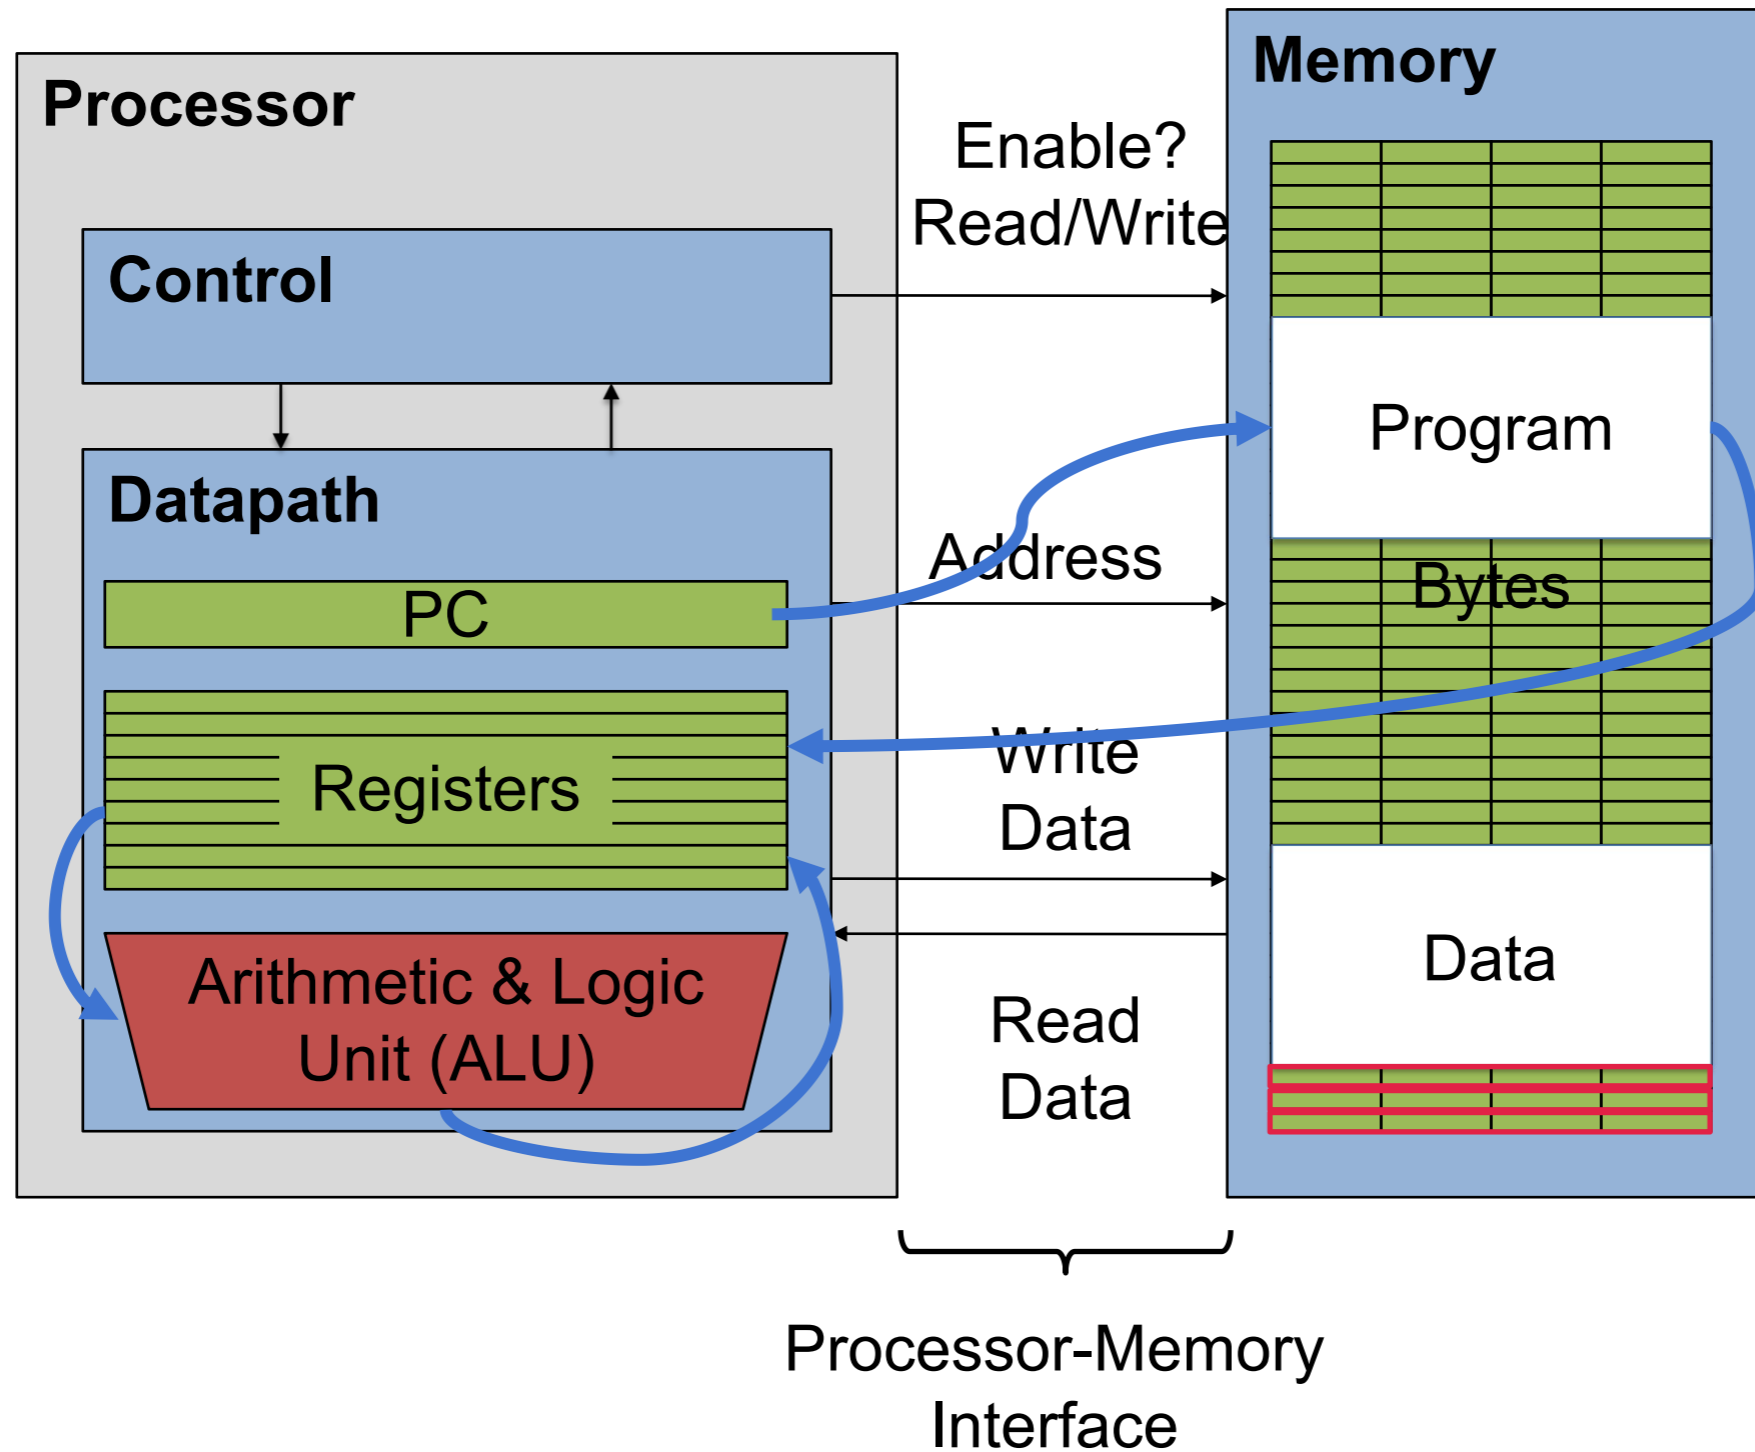 Processor
Control
Datapath
PC
Registers
Arithmetic & Logic
Unit (ALU)
Enable?
Read/Write
Address
Write
Data
Read
Data
Processor-Memory
Interface
Memory
Program
Bytes
Data